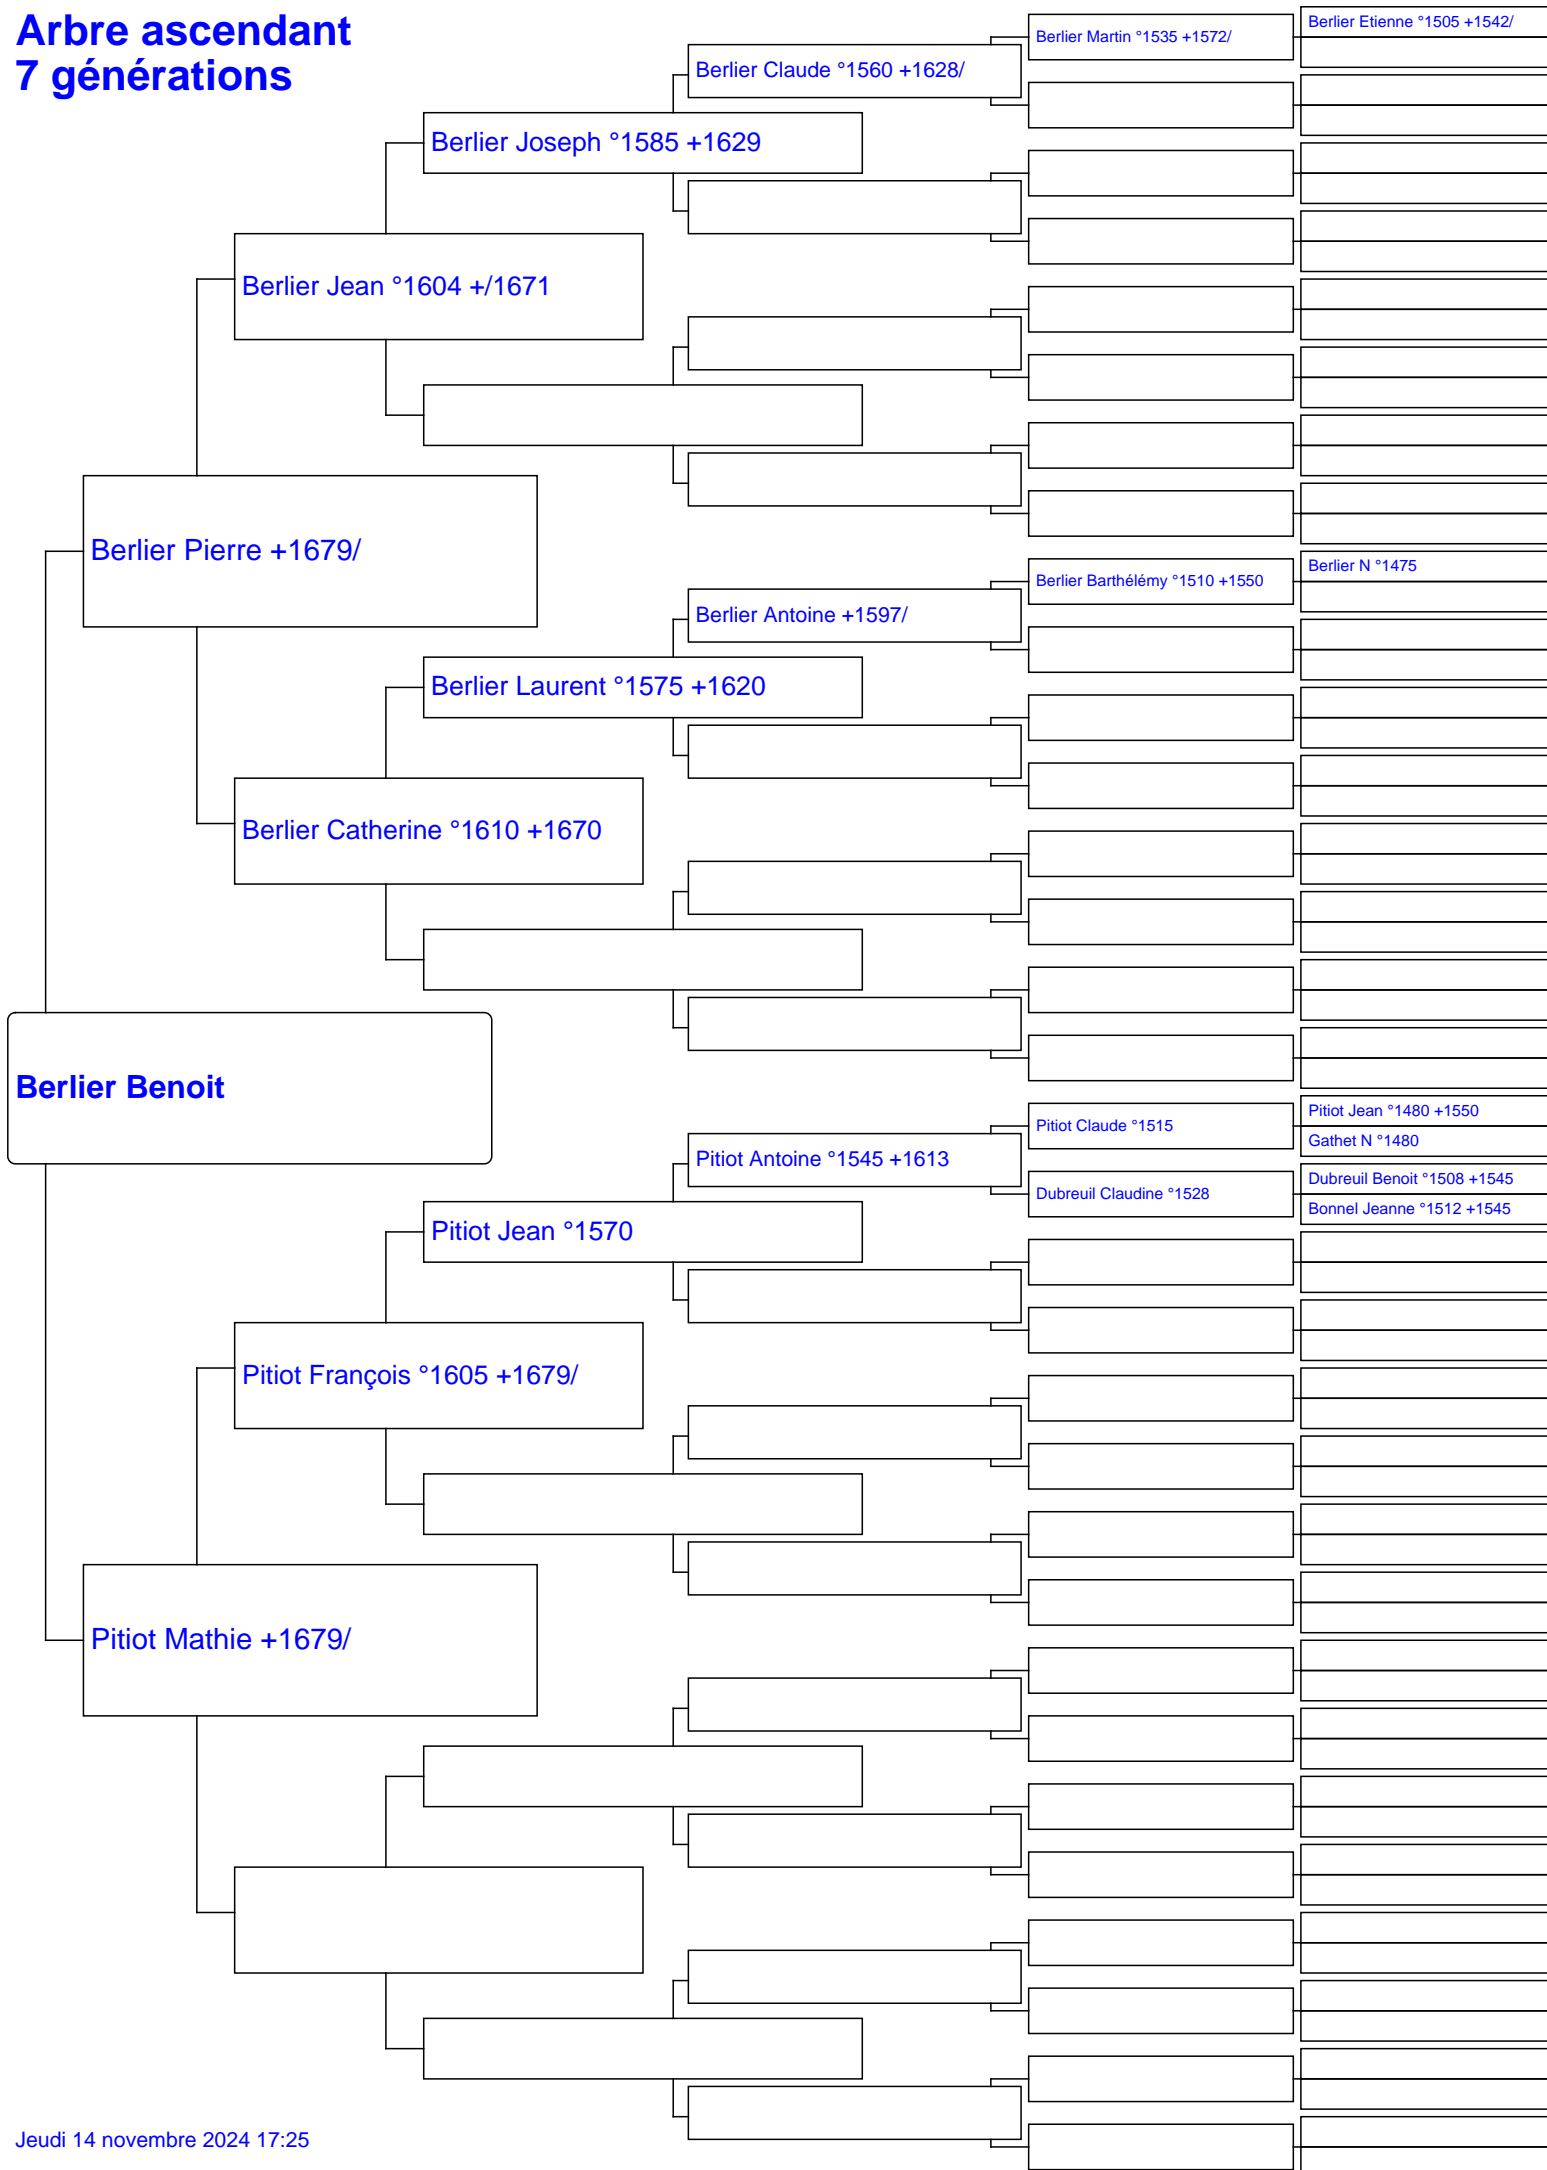 Arbre ascendant
7 générations
Berlier Etienne °1505 +1542/
Berlier Martin °1535 +1572/
Berlier Claude °1560 +1628/
Berlier Joseph °1585 +1629
Berlier Jean °1604 +/1671
Berlier Pierre +1679/
Berlier N °1475
Berlier Barthélémy °1510 +1550
Berlier Antoine +1597/
Berlier Laurent °1575 +1620
Berlier Catherine °1610 +1670
Berlier Benoit
Pitiot Jean °1480 +1550
Pitiot Claude °1515
Gathet N °1480
Pitiot Antoine °1545 +1613
Dubreuil Benoit °1508 +1545
Dubreuil Claudine °1528
Bonnel Jeanne °1512 +1545
Pitiot Jean °1570
Pitiot François °1605 +1679/
Pitiot Mathie +1679/
Jeudi 14 novembre 2024 17:25